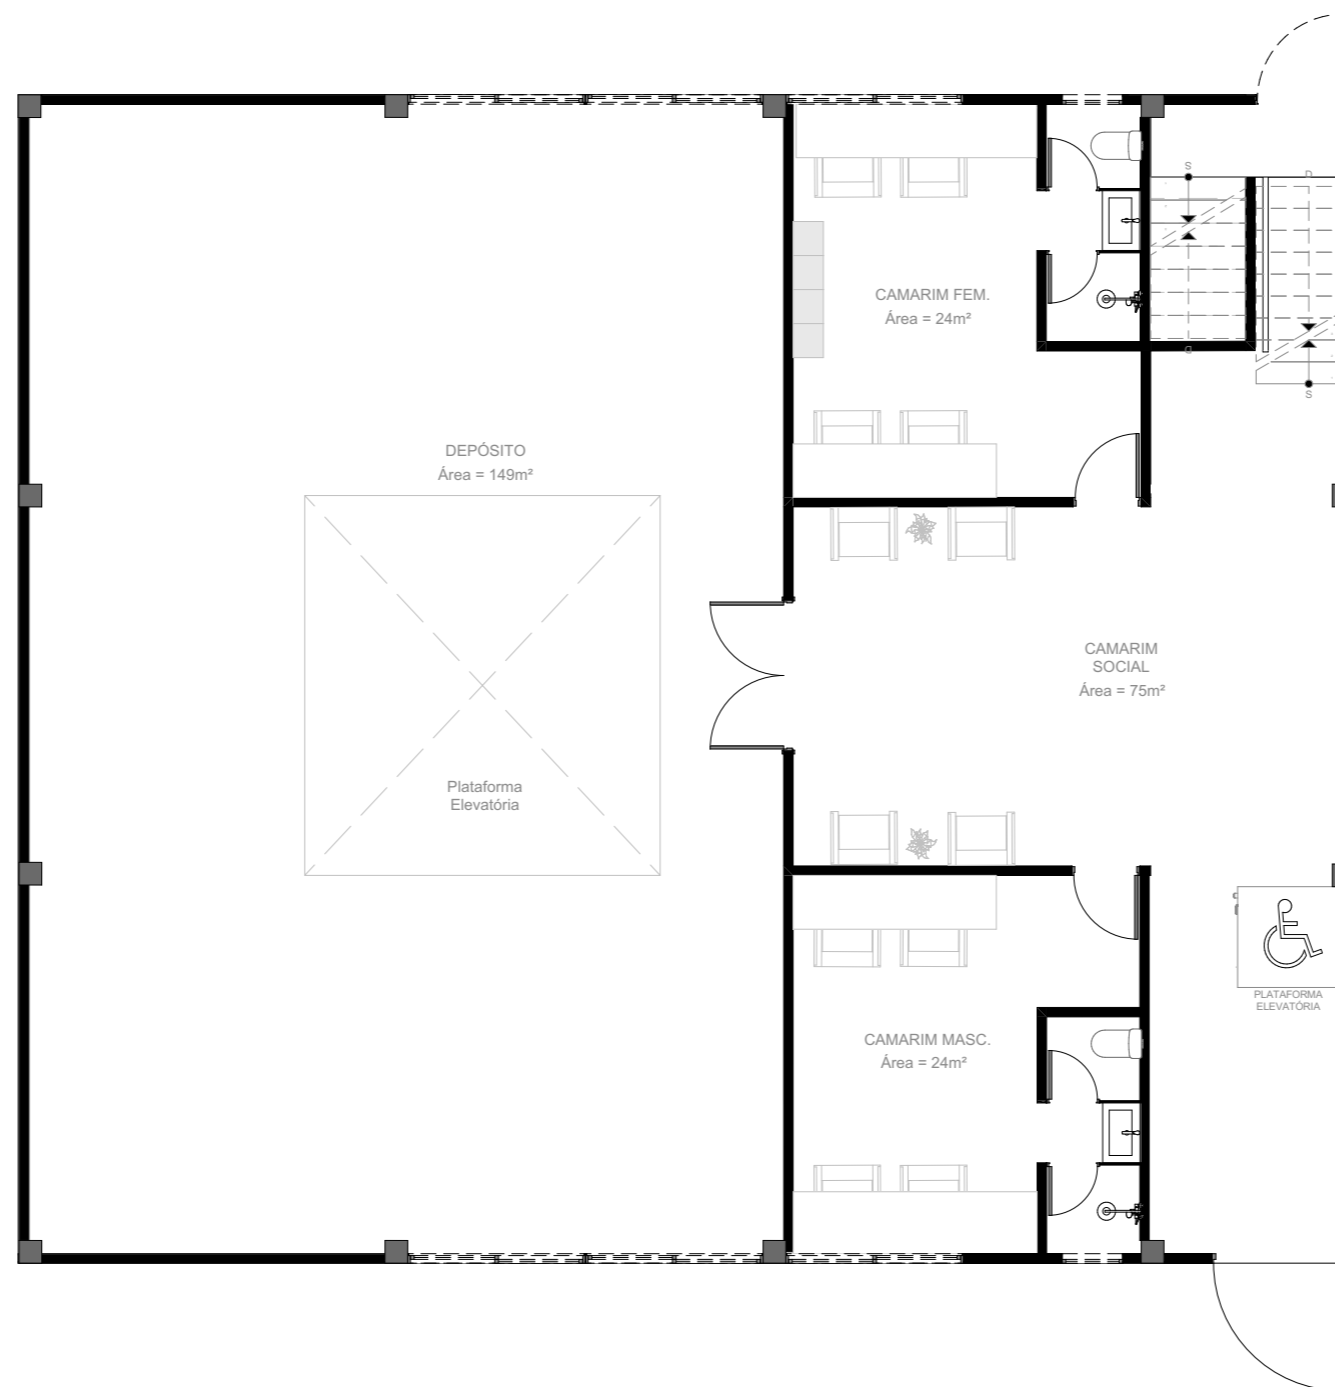 S
D
CAMARIM FEM.
Área = 24m²
D
S
DEPÓSITO
Área = 149m²
CAMARIM
SOCIAL
Área = 75m²
Plataforma
Elevatória
PLATAFORMA
ELEVATÓRIA
CAMARIM MASC.
Área = 24m²